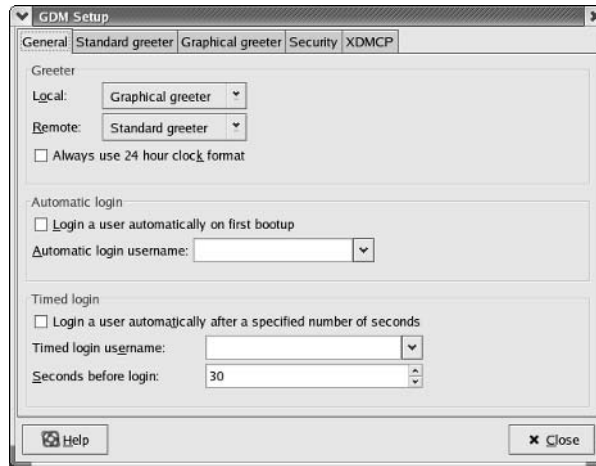 GDM Setup
General Standard greeter Graphical greeter Security XDMCP
Greeter
Local: Graphical greeter
Remote: Standard greeter
Always use 24 hour clock format
Automatic login
Login a user automatically on first bootup
Automatic login username:
Timed login
Login a user automatically after a specified number of seconds
Timed login username:
Seconds before login: 30
Help
Close